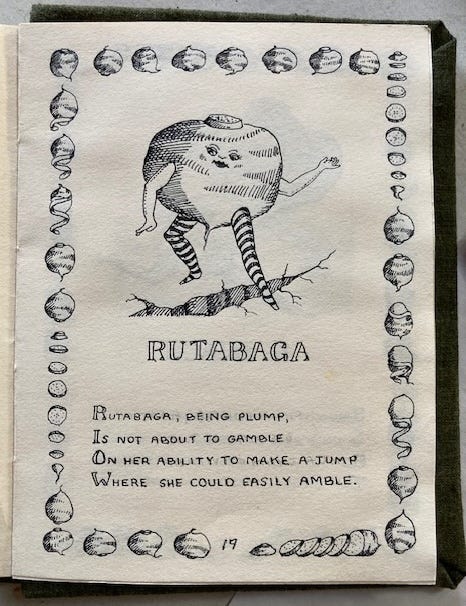 RUTABAGA
RUTABAGA, BEING PLUMP,
IS NOT ABOUT TO GAMBLE
ON HER ABILITY TO MAKE A JUMP
WHERE SHE COULD EASILY AMBLE.
19